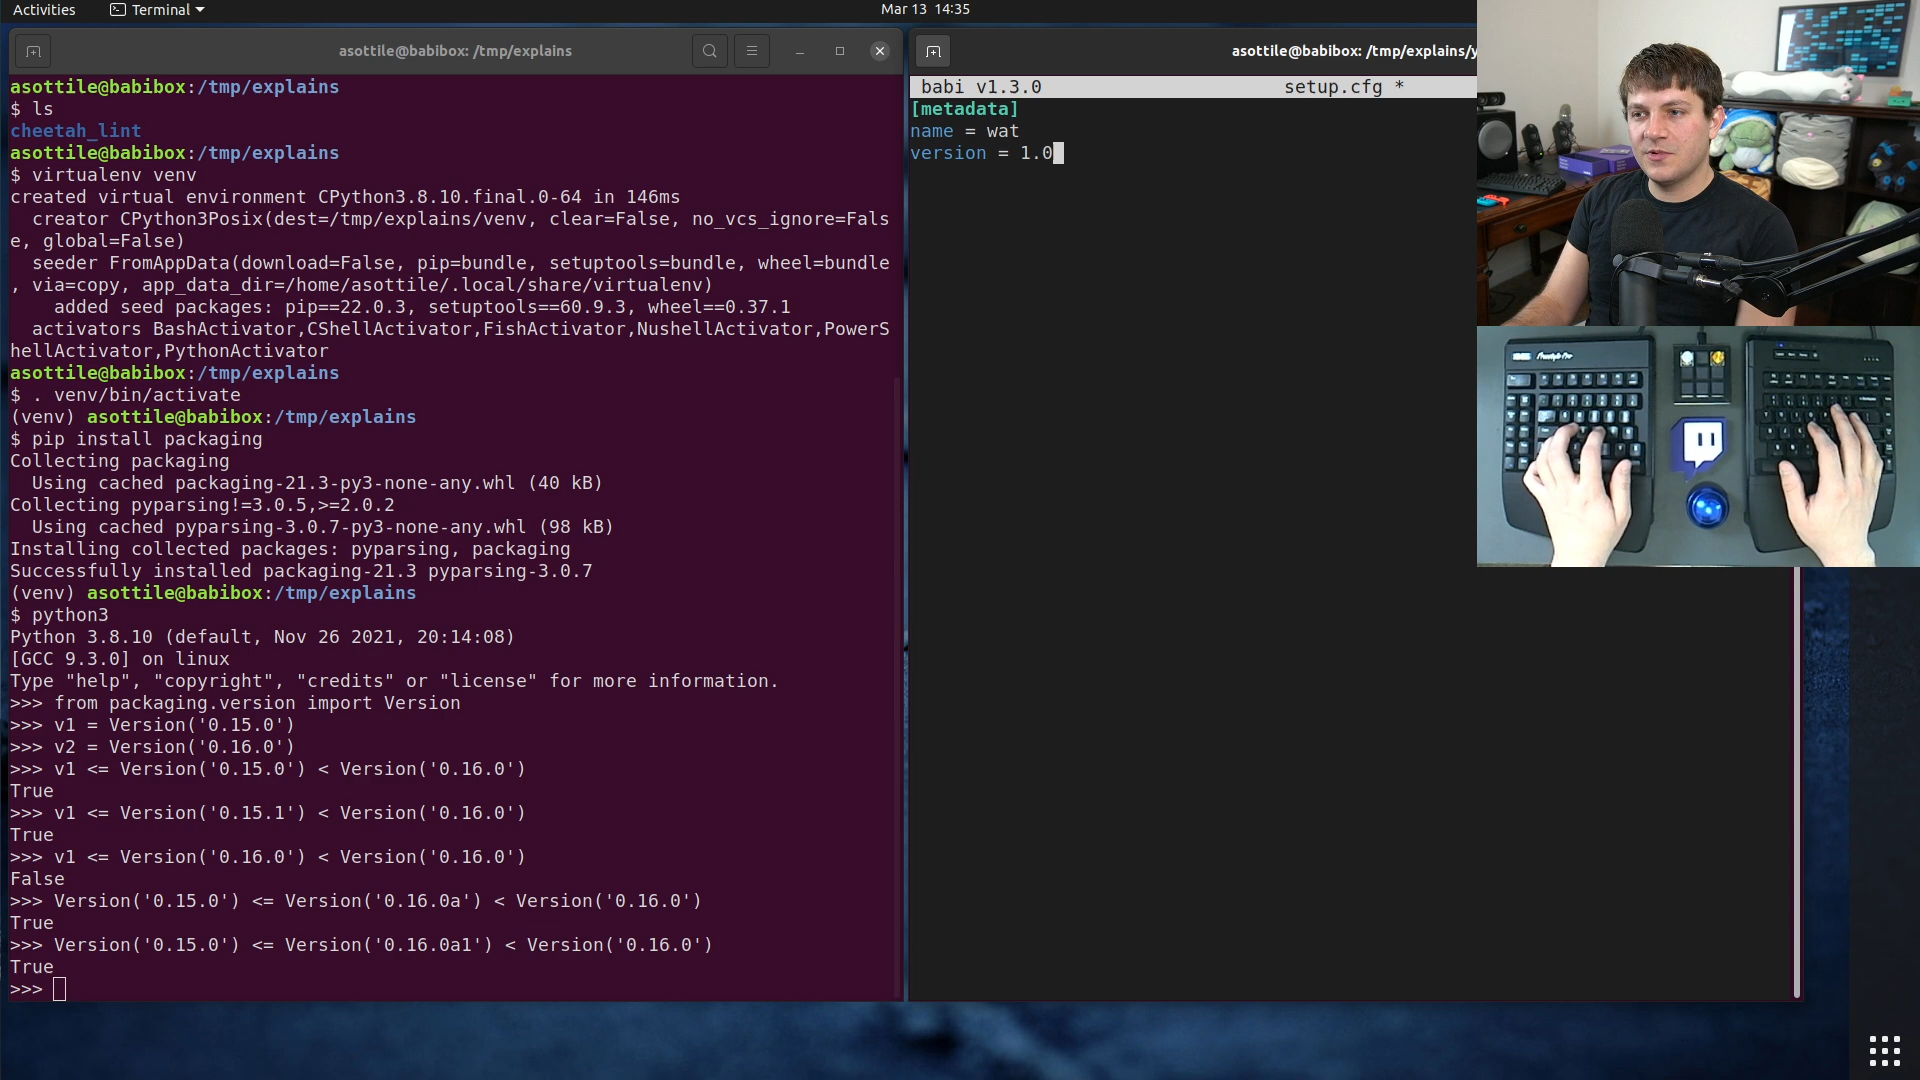 Activities
Terminal
Mar 13 14:35
asottile@babibox: /tmp/explains
asottile@babibox:/tmp/explains
$ ls
cheetah_lint
asottile@babibox:/tmp/explains
$ virtualenv venv
created virtual environment CPython3.8.10.final.0-64 in 146ms
  creator CPython3Posix(dest=/tmp/explains/venv, clear=False, no_vcs_ignore=Fals
e, global=False)
  seeder FromAppData(download=False, pip=bundle, setuptools=bundle, wheel=bundle
, via=copy, app_data_dir=/home/asottile/.local/share/virtualenv)
    added seed packages: pip==22.0.3, setuptools==60.9.3, wheel==0.37.1
  activators BashActivator,CShellActivator,FishActivator,NushellActivator,PowerS
hellActivator,PythonActivator
asottile@babibox:/tmp/explains
$ . venv/bin/activate
(venv) asottile@babibox:/tmp/explains
$ pip install packaging
Collecting packaging
  Using cached packaging-21.3-py3-none-any.whl (40 kB)
Collecting pyparsing!=3.0.5,>=2.0.2
  Using cached pyparsing-3.0.7-py3-none-any.whl (98 kB)
Installing collected packages: pyparsing, packaging
Successfully installed packaging-21.3 pyparsing-3.0.7
(venv) asottile@babibox:/tmp/explains
$ python3
Python 3.8.10 (default, Nov 26 2021, 20:14:08)
[GCC 9.3.0] on linux
Type "help", "copyright", "credits" or "license" for more information.
>>> from packaging.version import Version
>>> v1 = Version('0.15.0')
>>> v2 = Version('0.16.0')
>>> v1 <= Version('0.15.0') < Version('0.16.0')
True
>>> v1 <= Version('0.15.1') < Version('0.16.0')
True
>>> v1 <= Version('0.16.0') < Version('0.16.0')
False
>>> Version('0.15.0') <= Version('0.16.0a') < Version('0.16.0')
True
>>> Version('0.15.0') <= Version('0.16.0a1') < Version('0.16.0')
True
>>>
asottile@babibox: /tmp/explains/y
babi v1.3.0 setup.cfg *
[metadata]
name = wat
version = 1.0
Freestyle Pro